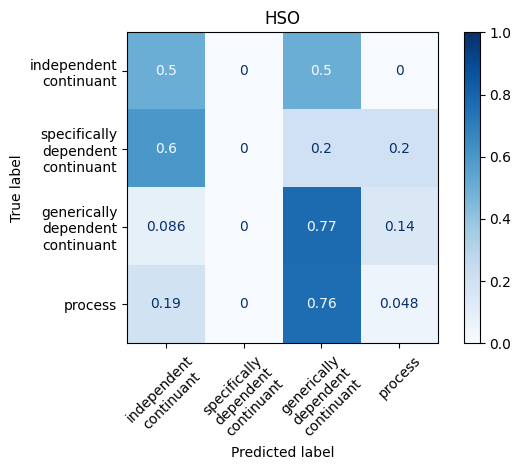 HSO
True label
independent
continuant
0.5
0
0.5
0
specifically
dependent
continuant
0.6
0
0.2
0.2
generically
dependent
continuant
0.086
0
0.77
0.14
process
0.19
0
0.76
0.048
independent
continuant
specifically
dependent
continuant
generically
dependent
continuant
process
Predicted label
1.0
0.8
0.6
0.4
0.2
0.0